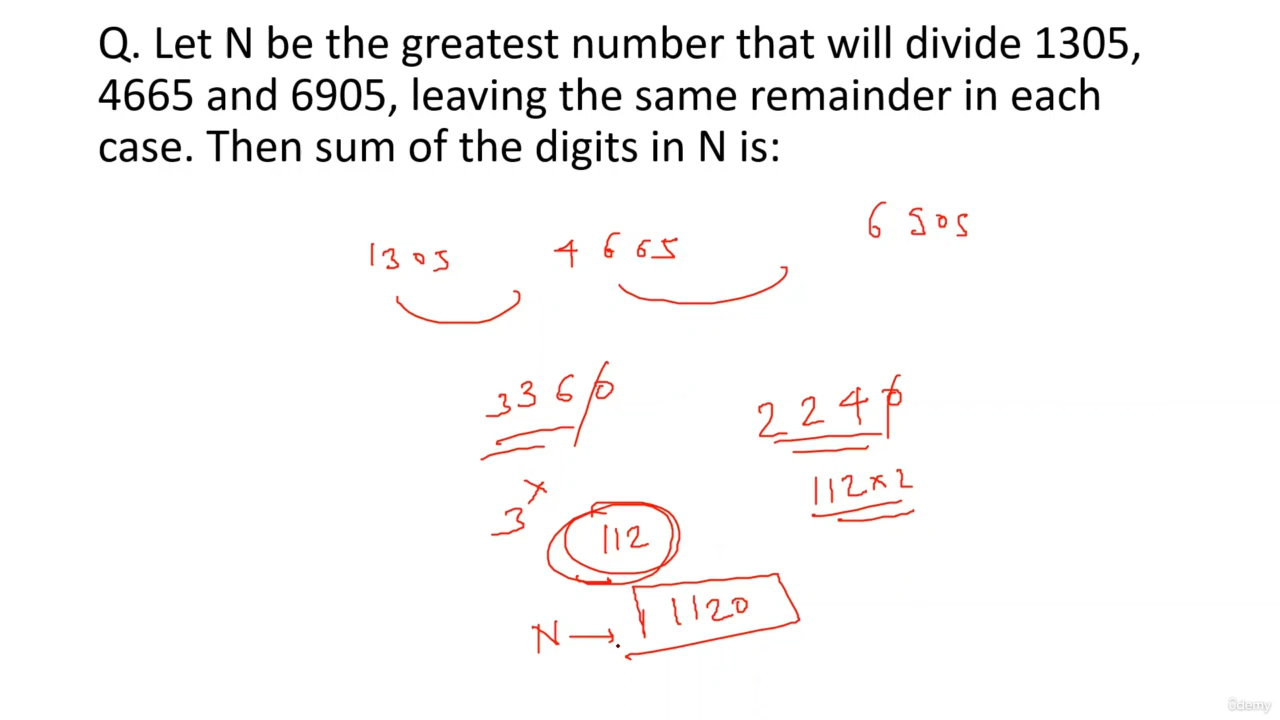 Q. Let N be the greatest number that will divide 1305,
4665 and 6905, leaving the same remainder in each
case. Then sum of the digits in N is:
1305 4665 6905
3360 2240
3 × 112 112 × 2
N → 1120
ûdemy